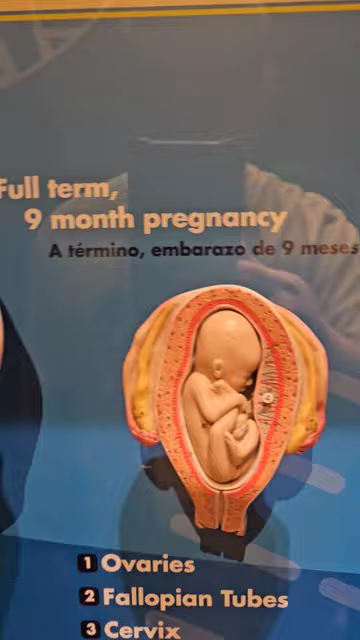 Full term,
9 month pregnancy
A término, embarazo de 9 meses
1 Ovaries
2 Fallopian Tubes
3 Cervix